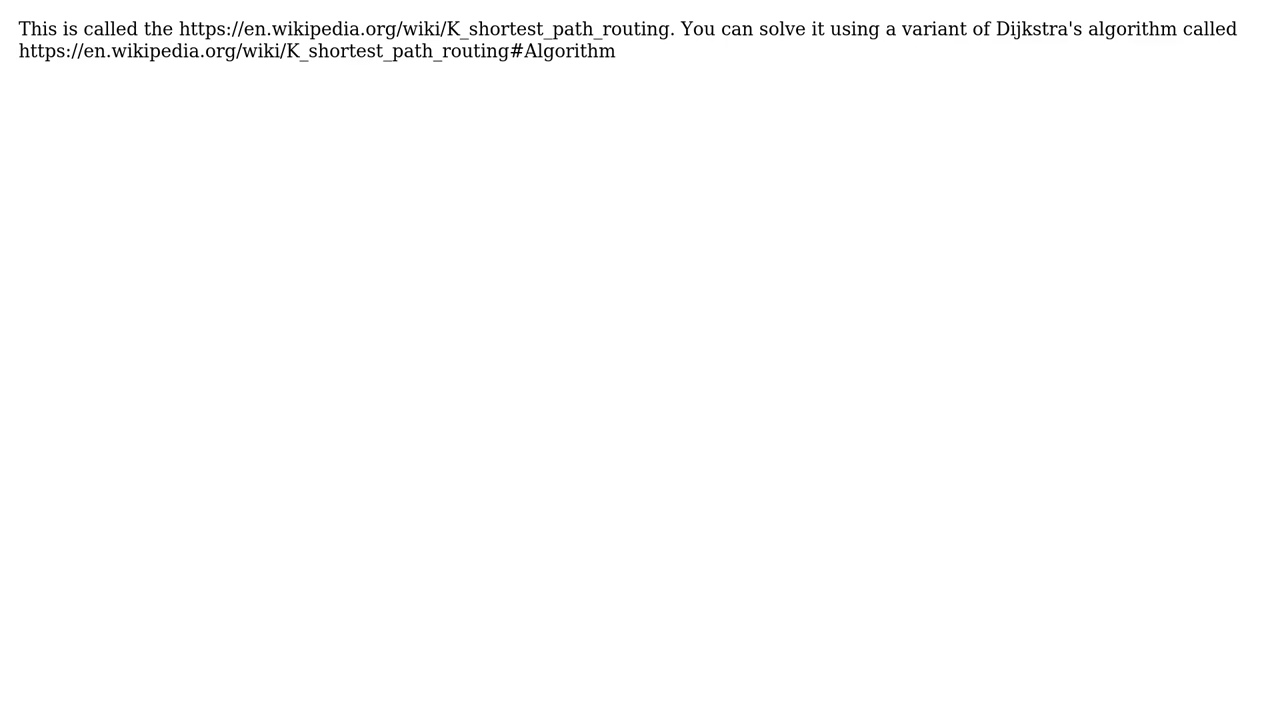 This is called the https://en.wikipedia.org/wiki/K_shortest_path_routing. You can solve it using a variant of Dijkstra's algorithm called
https://en.wikipedia.org/wiki/K_shortest_path_routing#Algorithm